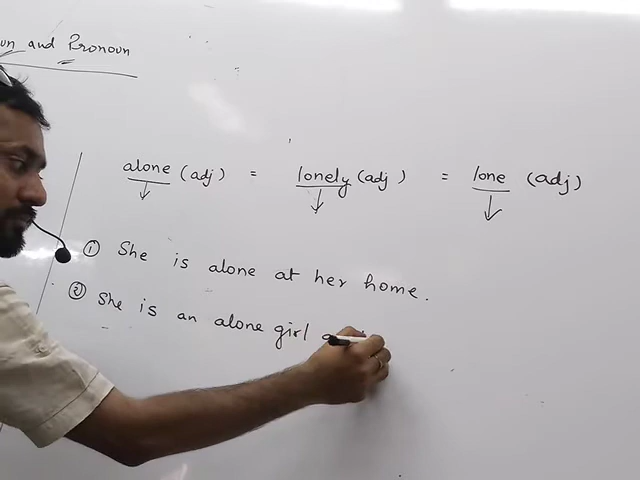 and Pronoun
alone (adj) = lonely (adj) = lone (adj)
① She is alone at her home.
② She is an alone girl